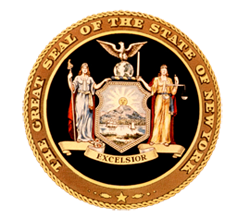 THE GREAT SEAL OF THE STATE OF NEW YORK
EXCELSIOR